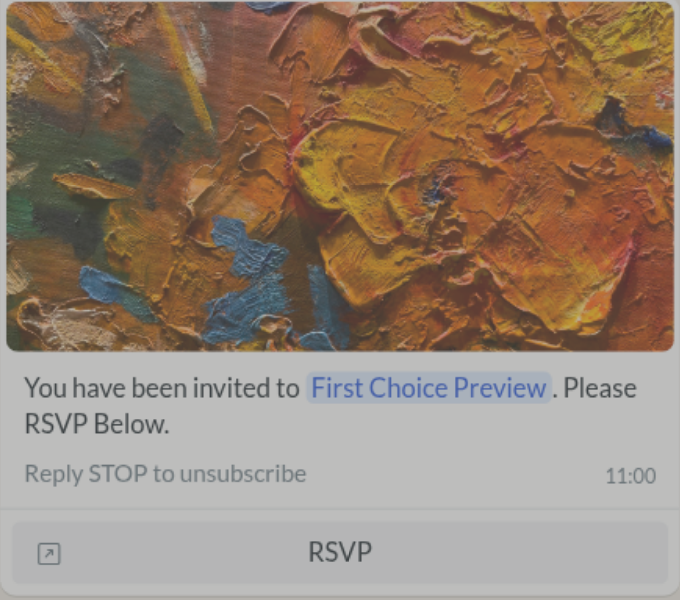 You have been invited to First Choice Preview. Please
RSVP Below.
Reply STOP to unsubscribe
11:00
RSVP